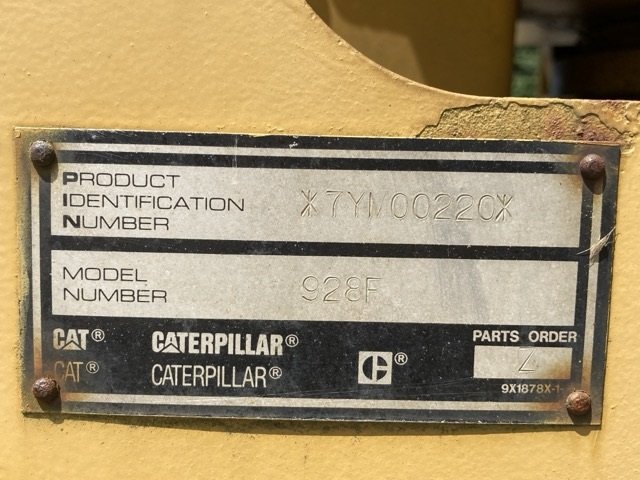 PRODUCT
IDENTIFICATION
NUMBER
*7YM00220*
MODEL
NUMBER
928F
CAT® CATERPILLAR®
CAT® CATERPILLAR®
C®
PARTS ORDER
Z
9X1878X-1